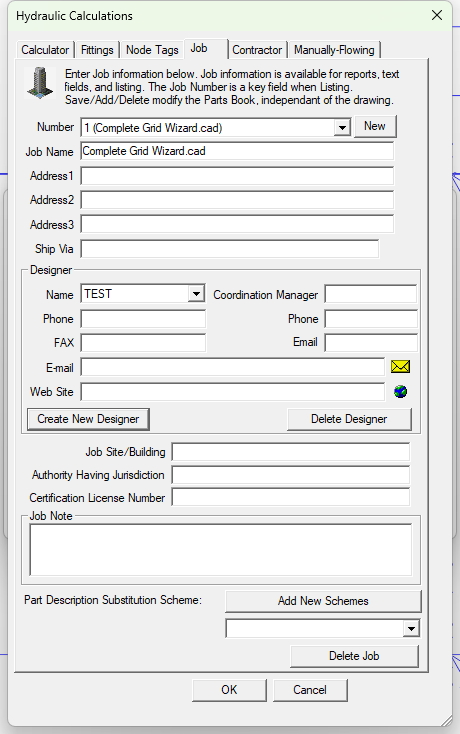 Hydraulic Calculations
Calculator Fittings Node Tags Job Contractor Manually-Flowing
Enter Job information below. Job information is available for reports, text
fields, and listing. The Job Number is a key field when Listing.
Save/Add/Delete modify the Parts Book, independant of the drawing.
Number 1 (Complete Grid Wizard.cad) New
Job Name Complete Grid Wizard.cad
Address1
Address2
Address3
Ship Via
Designer
Name TEST Coordination Manager
Phone Phone
FAX Email
E-mail
Web Site
Create New Designer Delete Designer
Job Site/Building
Authority Having Jurisdiction
Certification License Number
Job Note
Part Description Substitution Scheme: Add New Schemes
Delete Job
OK Cancel